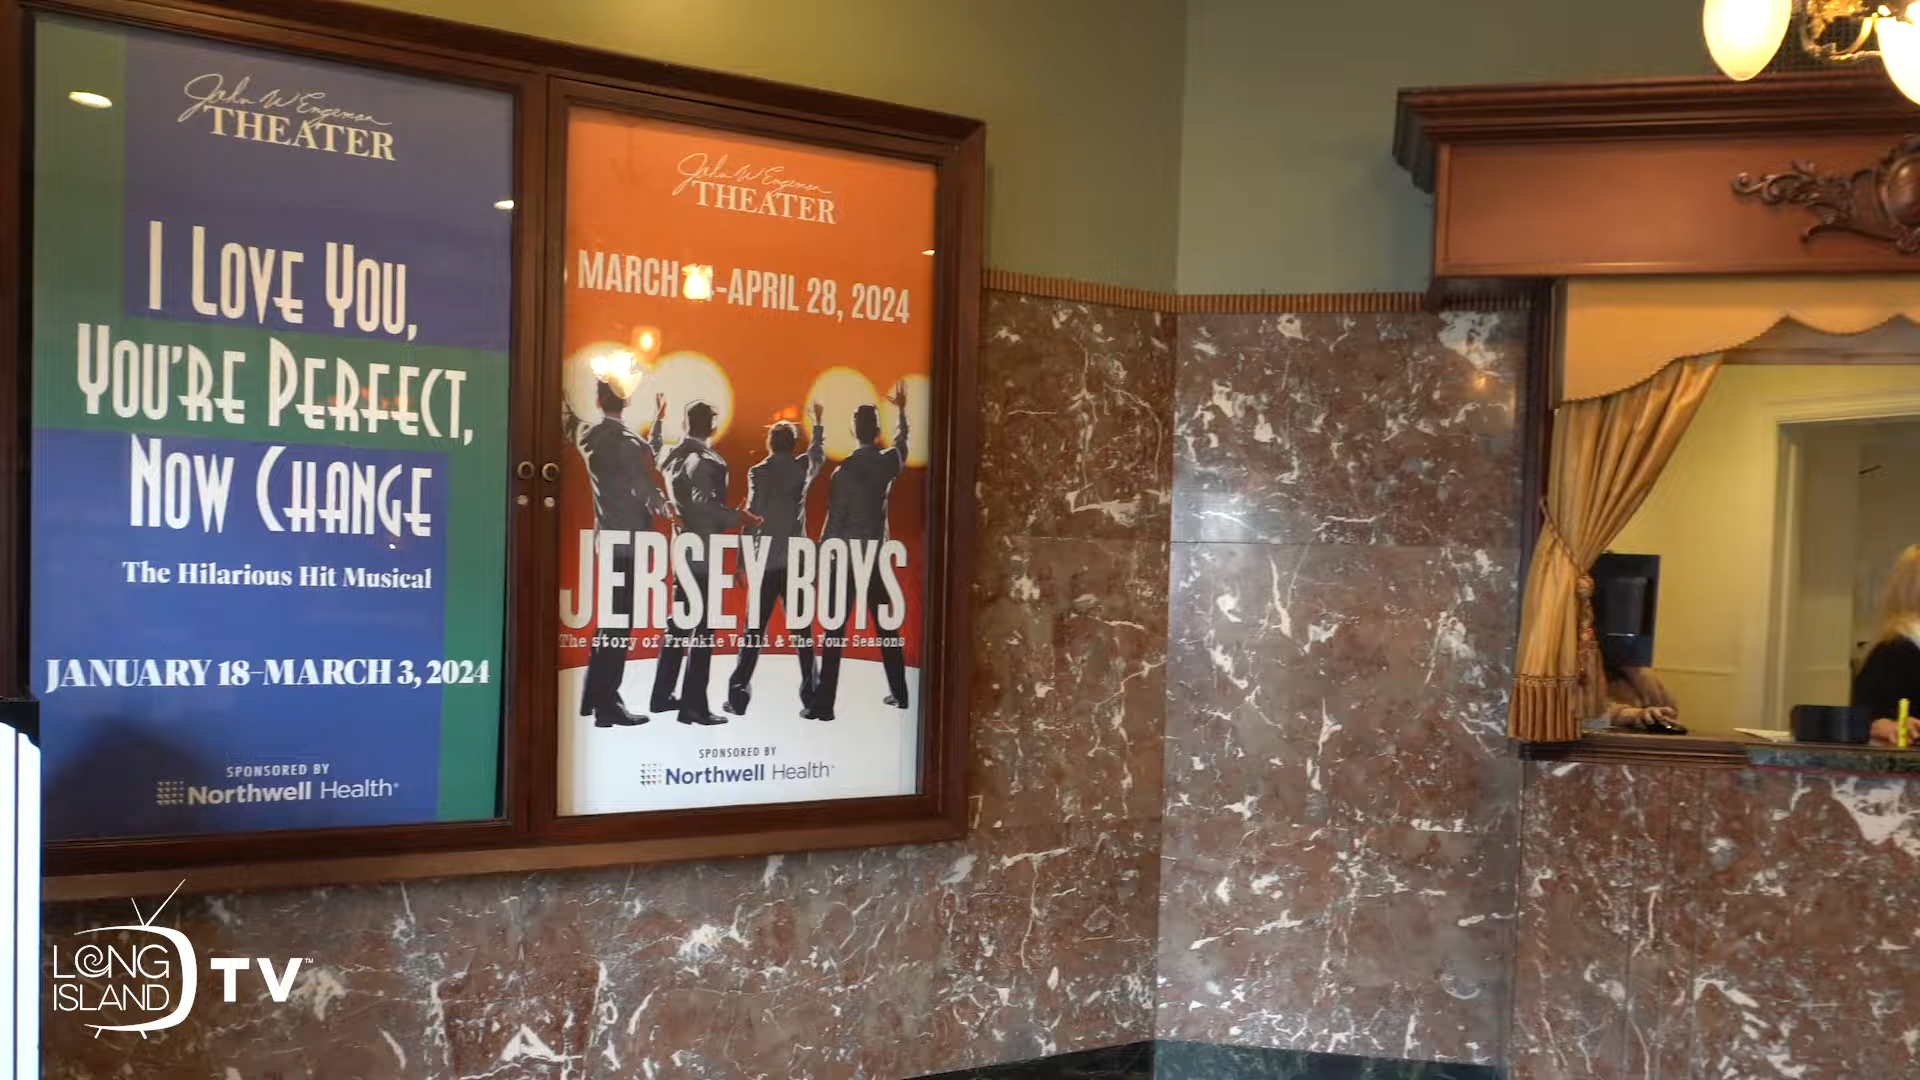 John W Engeman
THEATER
I LOVE YOU,
YOU'RE PERFECT,
NOW CHANGE
The Hilarious Hit Musical
JANUARY 18–MARCH 3, 2024
SPONSORED BY
Northwell Health
John W Engeman
THEATER
MARCH -APRIL 28, 2024
JERSEY BOYS
The story of Frankie Valli & The Four Seasons
SPONSORED BY
Northwell Health
LONG
ISLAND
TV™